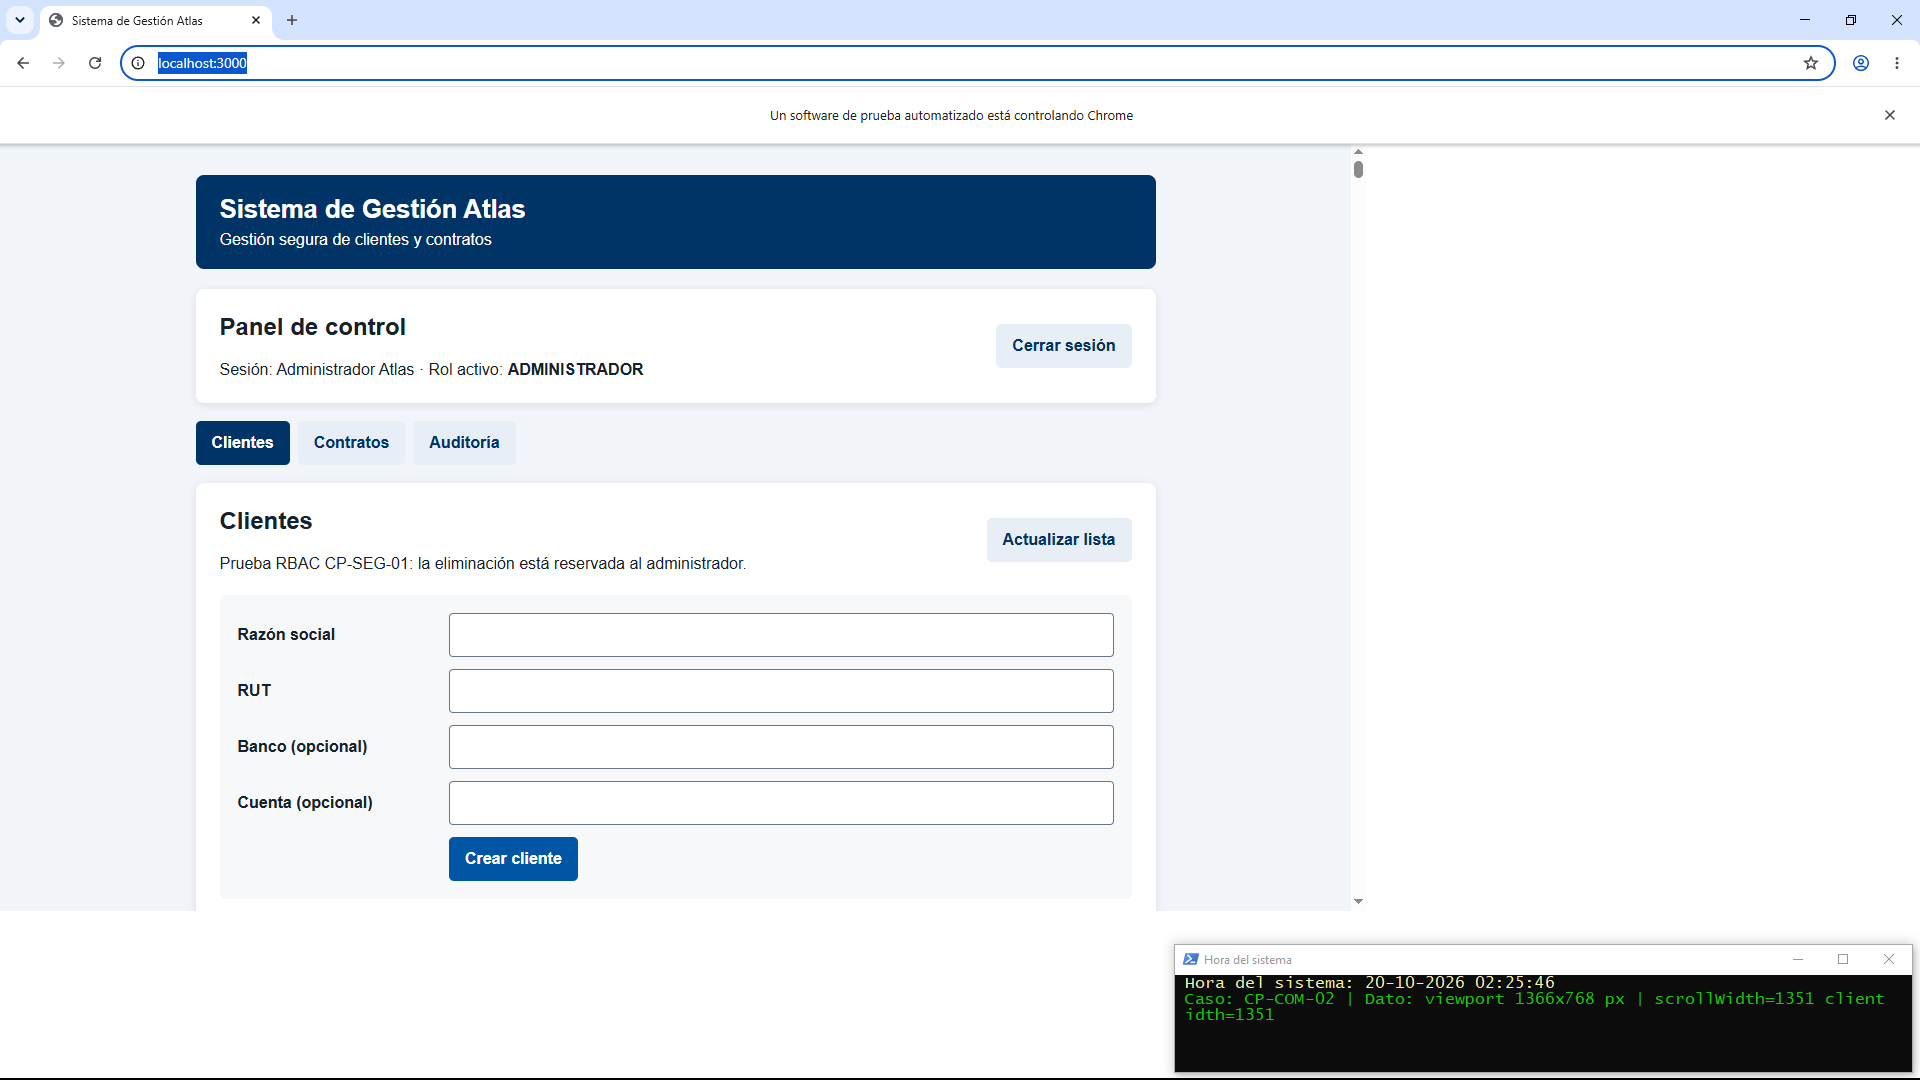 Sistema de Gestión Atlas
localhost:3000
Un software de prueba automatizado está controlando Chrome
Sistema de Gestión Atlas
Gestión segura de clientes y contratos
Panel de control
Sesión: Administrador Atlas · Rol activo: ADMINISTRADOR
Cerrar sesión
Clientes
Contratos
Auditoría
Clientes
Prueba RBAC CP-SEG-01: la eliminación está reservada al administrador.
Actualizar lista
Razón social
RUT
Banco (opcional)
Cuenta (opcional)
Crear cliente
Hora del sistema
Hora del sistema: 20-10-2026 02:25:46
Caso: CP-COM-02 | Dato: viewport 1366x768 px | scrollWidth=1351 client
idth=1351